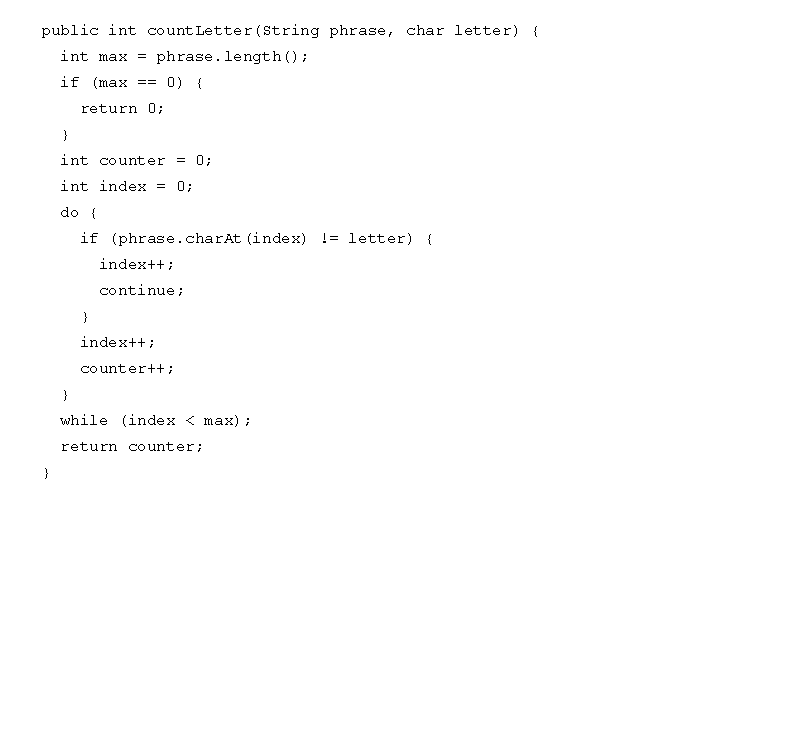 public int countLetter(String phrase, char letter) {
int max = phrase.length();
if (max == 0) {
return 0;
}
int counter = 0;
int index = 0;
do {
if (phrase.charAt(index) != letter) {
index++;
continue;
}
index++;
counter++;
}
while (index < max);
return counter;
}